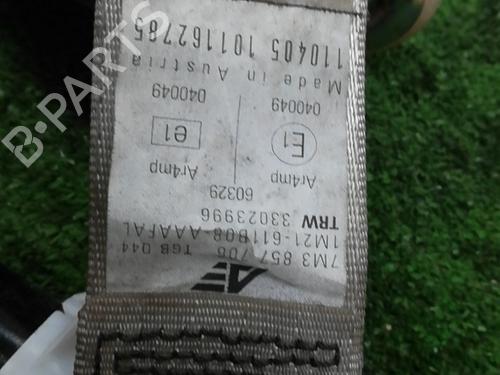 7M3 857 706 TGB Q44
1M21-611B08-AAAFAL
TRW 33023996
60329
Ar4mp Ar4mp
E1 e1
040049 040049
Made in Austria
110405 101162785
B-PARTS